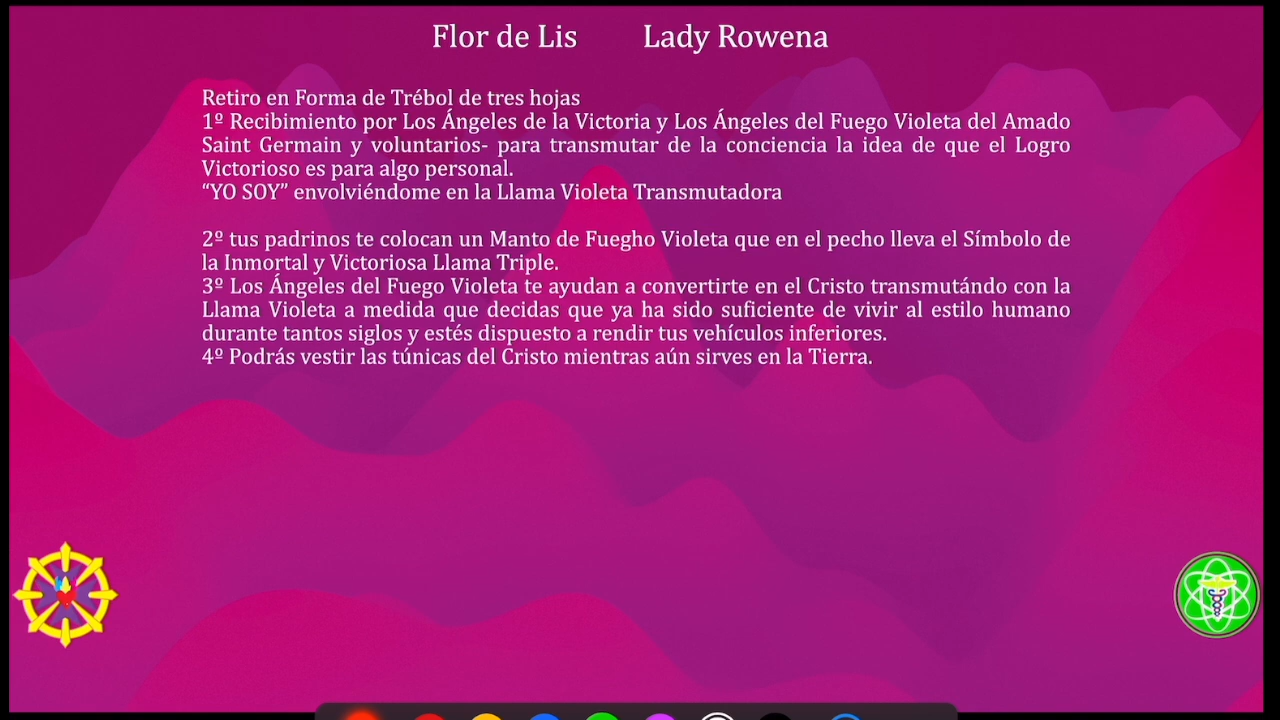 Flor de Lis Lady Rowena
Retiro en Forma de Trébol de tres hojas
1º Recibimiento por Los Ángeles de la Victoria y Los Ángeles del Fuego Violeta del Amado
Saint Germain y voluntarios- para transmutar de la conciencia la idea de que el Logro
Victorioso es para algo personal.
“YO SOY” envolviéndome en la Llama Violeta Transmutadora
2º tus padrinos te colocan un Manto de Fuegho Violeta que en el pecho lleva el Símbolo de
la Inmortal y Victoriosa Llama Triple.
3º Los Ángeles del Fuego Violeta te ayudan a convertirte en el Cristo transmutándo con la
Llama Violeta a medida que decidas que ya ha sido suficiente de vivir al estilo humano
durante tantos siglos y estés dispuesto a rendir tus vehículos inferiores.
4º Podrás vestir las túnicas del Cristo mientras aún sirves en la Tierra.